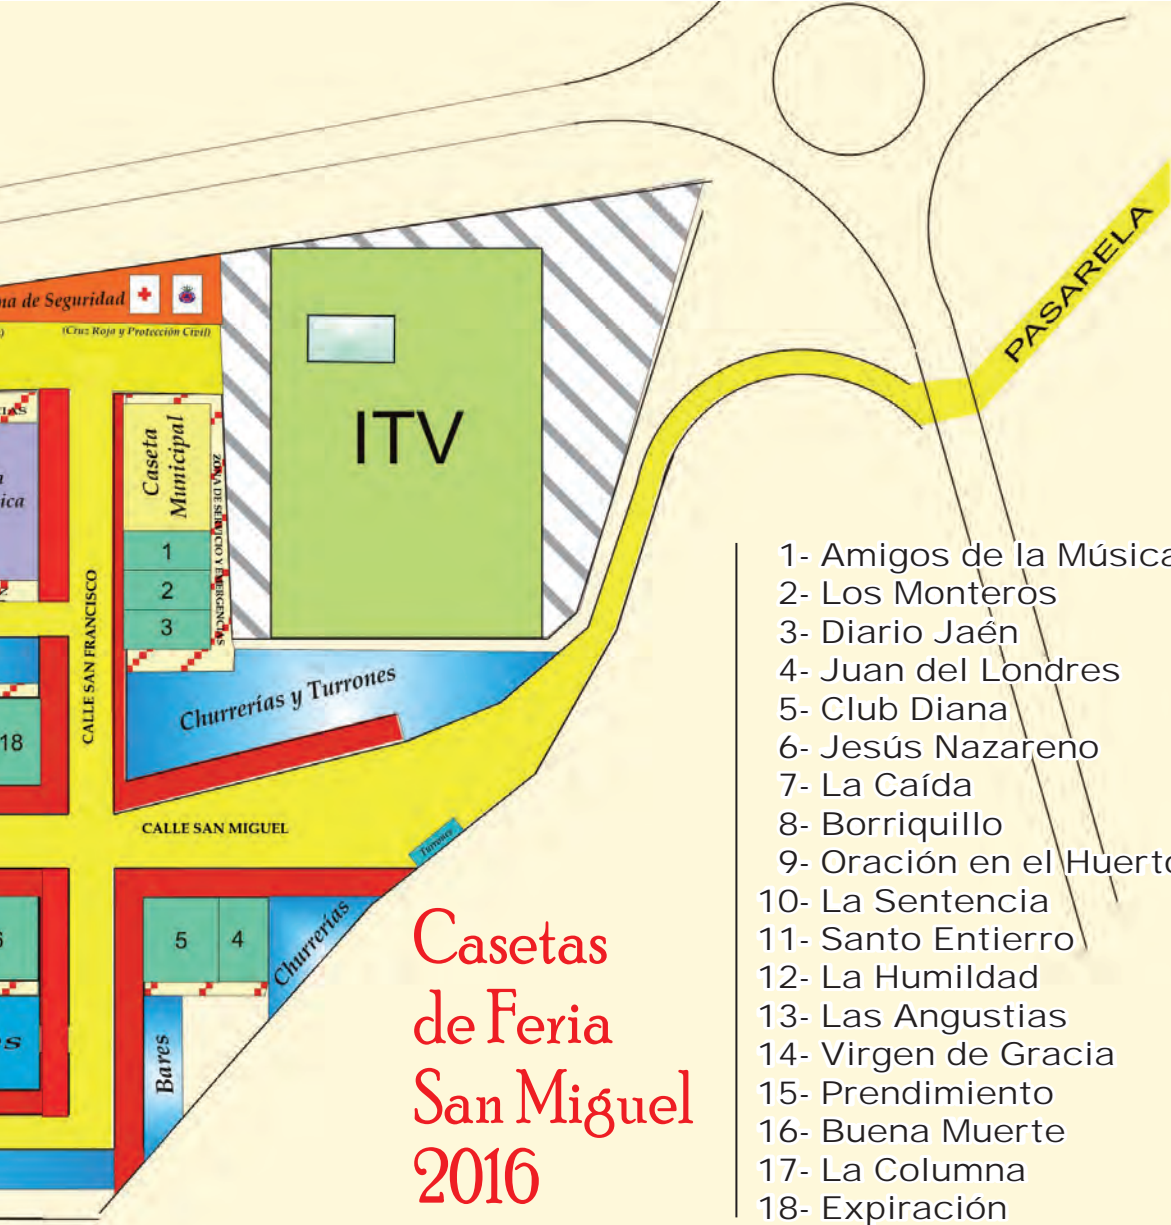 PASARELA
de Seguridad
(Cruz Roja y Protección Civil)
ITV
Caseta
Municipal
ZONA DE SERVICIO Y EMERGENCIAS
1
2
3
CALLE SAN FRANCISCO
Churrerías y Turrones
18
CALLE SAN MIGUEL
Turrones
5
4
Churrerías
Bares
Casetas
de Feria
San Miguel
2016
1- Amigos de la Música
2- Los Monteros
3- Diario Jaén
4- Juan del Londres
5- Club Diana
6- Jesús Nazareno
7- La Caída
8- Borriquillo
9- Oración en el Huerto
10- La Sentencia
11- Santo Entierro
12- La Humildad
13- Las Angustias
14- Virgen de Gracia
15- Prendimiento
16- Buena Muerte
17- La Columna
18- Expiración